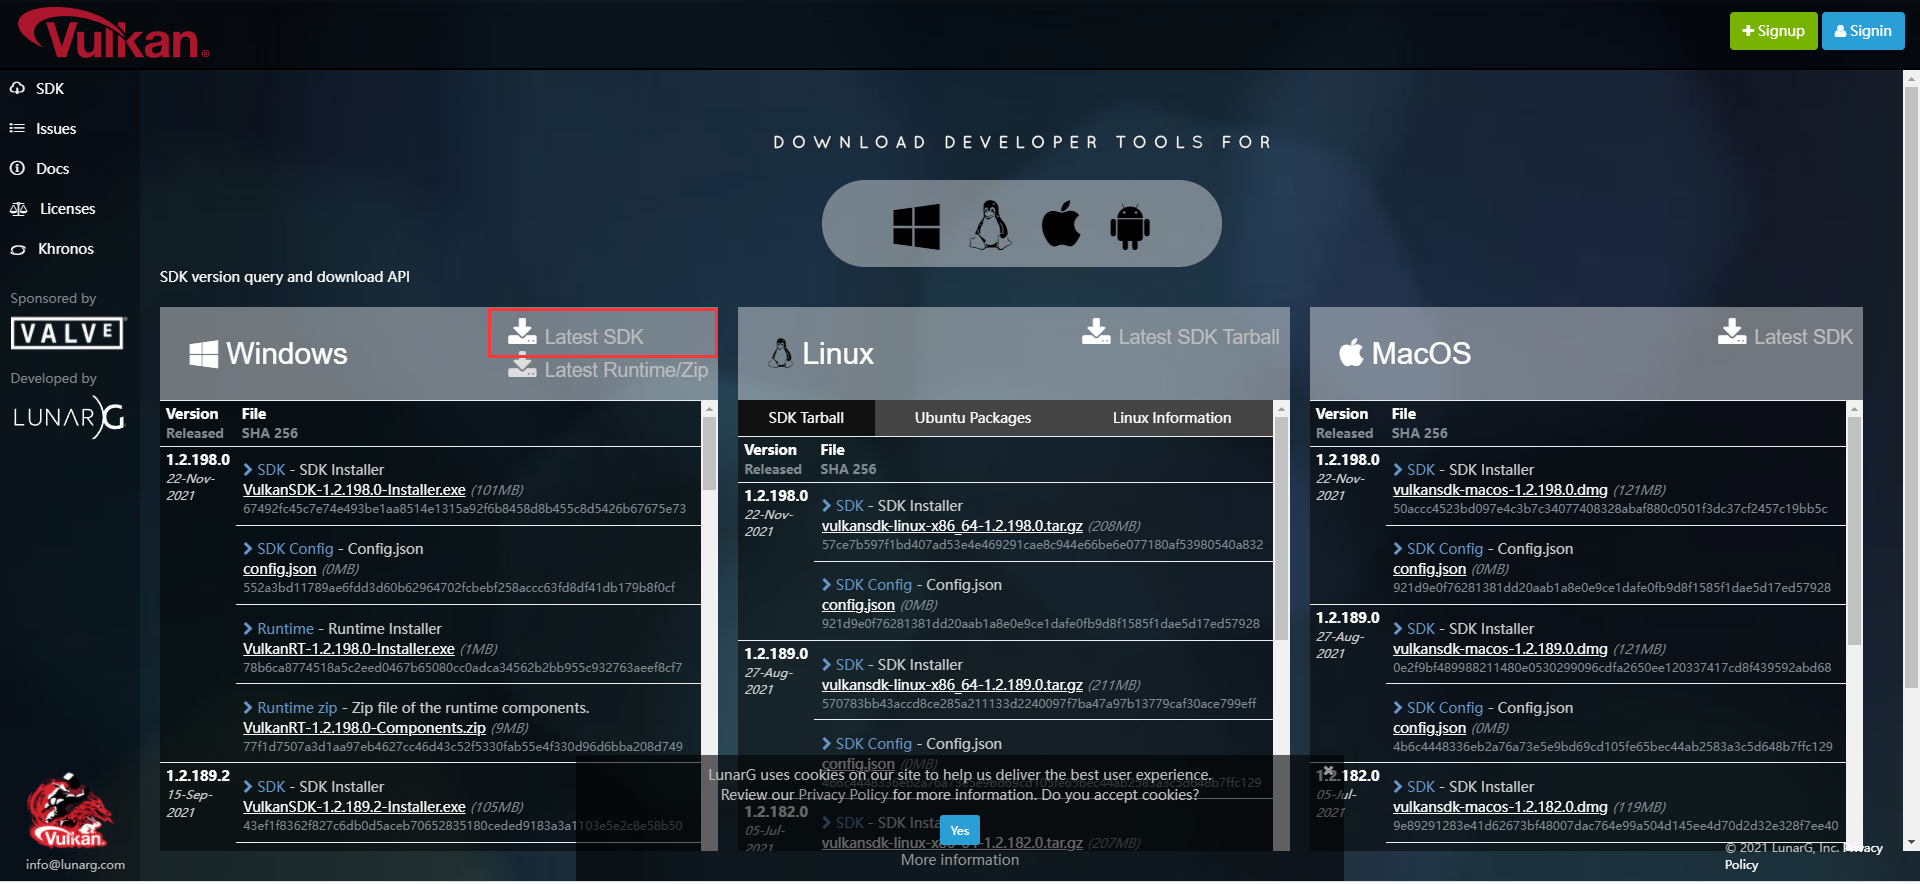 Vulkan.
Signup
Signin
SDK
Issues
Docs
Licenses
Khronos
Sponsored by
VALVE
Developed by
LUNARG
Vulkan.
info@lunarg.com
DOWNLOAD DEVELOPER TOOLS FOR
SDK version query and download API
Windows
Latest SDK
Latest Runtime/Zip
Version File
Released SHA 256
1.2.198.0
22-Nov-
2021
SDK - SDK Installer
VulkanSDK-1.2.198.0-Installer.exe (101MB)
67492fc45c7e74e493be1aa8514e1315a92f6b8458d8b455c8d5426b67675e73
SDK Config - Config.json
config.json (0MB)
552a3bd11789ae6fdd3d60b62964702fcbebf258accc63fd8df41db179b8f0cf
Runtime - Runtime Installer
VulkanRT-1.2.198.0-Installer.exe (1MB)
78b6ca8774518a5c2eed0467b65080cc0adca34562b2bb955c932763aeef8cf7
Runtime zip - Zip file of the runtime components.
VulkanRT-1.2.198.0-Components.zip (9MB)
77f1d7507a3d1aa97eb4627cc46d43c52f5330fab55e4f330d96d6bba208d749
1.2.189.2
15-Sep-
2021
SDK - SDK Installer
VulkanSDK-1.2.189.2-Installer.exe (105MB)
43ef1f8362f827c6db0d5aceb70652835180ceded9183a3a1103e5e2c8e58b50
Linux
Latest SDK Tarball
SDK Tarball Ubuntu Packages Linux Information
Version File
Released SHA 256
1.2.198.0
22-Nov-
2021
SDK - SDK Installer
vulkansdk-linux-x86_64-1.2.198.0.tar.gz (208MB)
57ce7b597f1bd407ad53e4e469291cae8c944e66be6e077180af53980540a832
SDK Config - Config.json
config.json (0MB)
921d9e0f76281381dd20aab1a8e0e9ce1dafe0fb9d8f1585f1dae5d17ed57928
1.2.189.0
27-Aug-
2021
SDK - SDK Installer
vulkansdk-linux-x86_64-1.2.189.0.tar.gz (211MB)
570783bb43accd8ce285a211133d2240097f7ba47a97b13779caf30ace799eff
SDK Config - Config.json
config.json (0MB)
1.2.182.0
05-Jul-
2021
SDK - SDK
(207MB)
MacOS
Latest SDK
Version File
Released SHA 256
1.2.198.0
22-Nov-
2021
SDK - SDK Installer
vulkansdk-macos-1.2.198.0.dmg (121MB)
50accc4523bd097e4c3b7c34077408328abaf880c0501f3dc37cf2457c19bb5c
SDK Config - Config.json
config.json (0MB)
921d9e0f76281381dd20aab1a8e0e9ce1dafe0fb9d8f1585f1dae5d17ed57928
1.2.189.0
27-Aug-
2021
SDK - SDK Installer
vulkansdk-macos-1.2.189.0.dmg (121MB)
0e2f9bf489988211480e0530299096cdfa2650ee120337417cd8f439592abd68
SDK Config - Config.json
config.json (0MB)
4b6c4448336eb2a76a73e5e9bd69cd105fe65bec44ab2583a3c5d648b7ffc129
1.2.182.0
05-Jul-
2021
SDK - SDK Installer
vulkansdk-macos-1.2.182.0.dmg (119MB)
9e89291283e41d62673bf48007dac764e99a504d145ee4d70d2d32e328f7ee40
LunarG uses cookies on our site to help us deliver the best user experience.
Review our Privacy Policy for more information. Do you accept cookies?
Yes
More information
© 2021 LunarG, Inc. Privacy
Policy